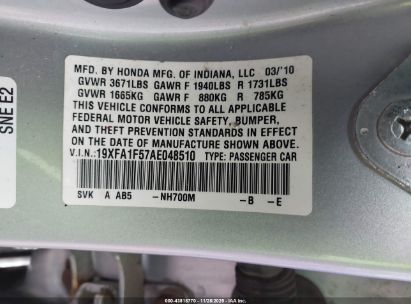 MFD. BY HONDA MFG. OF INDIANA, LLC 03/'10
GVWR 3671LBS GAWR F 1940LBS R 1731LBS
GVWR 1665KG GAWR F 880KG R 785KG
THIS VEHICLE CONFORMS TO ALL APPLICABLE
FEDERAL MOTOR VEHICLE SAFETY, BUMPER,
AND THEFT PREVENTION STANDARDS IN EFFECT
ON THE DATE OF MANUFACTURE SHOWN ABOVE.
V.I.N.:19XFA1F57AE048510 TYPE: PASSENGER CAR
SVK A AB5 -NH700M -B -E
SNE E2